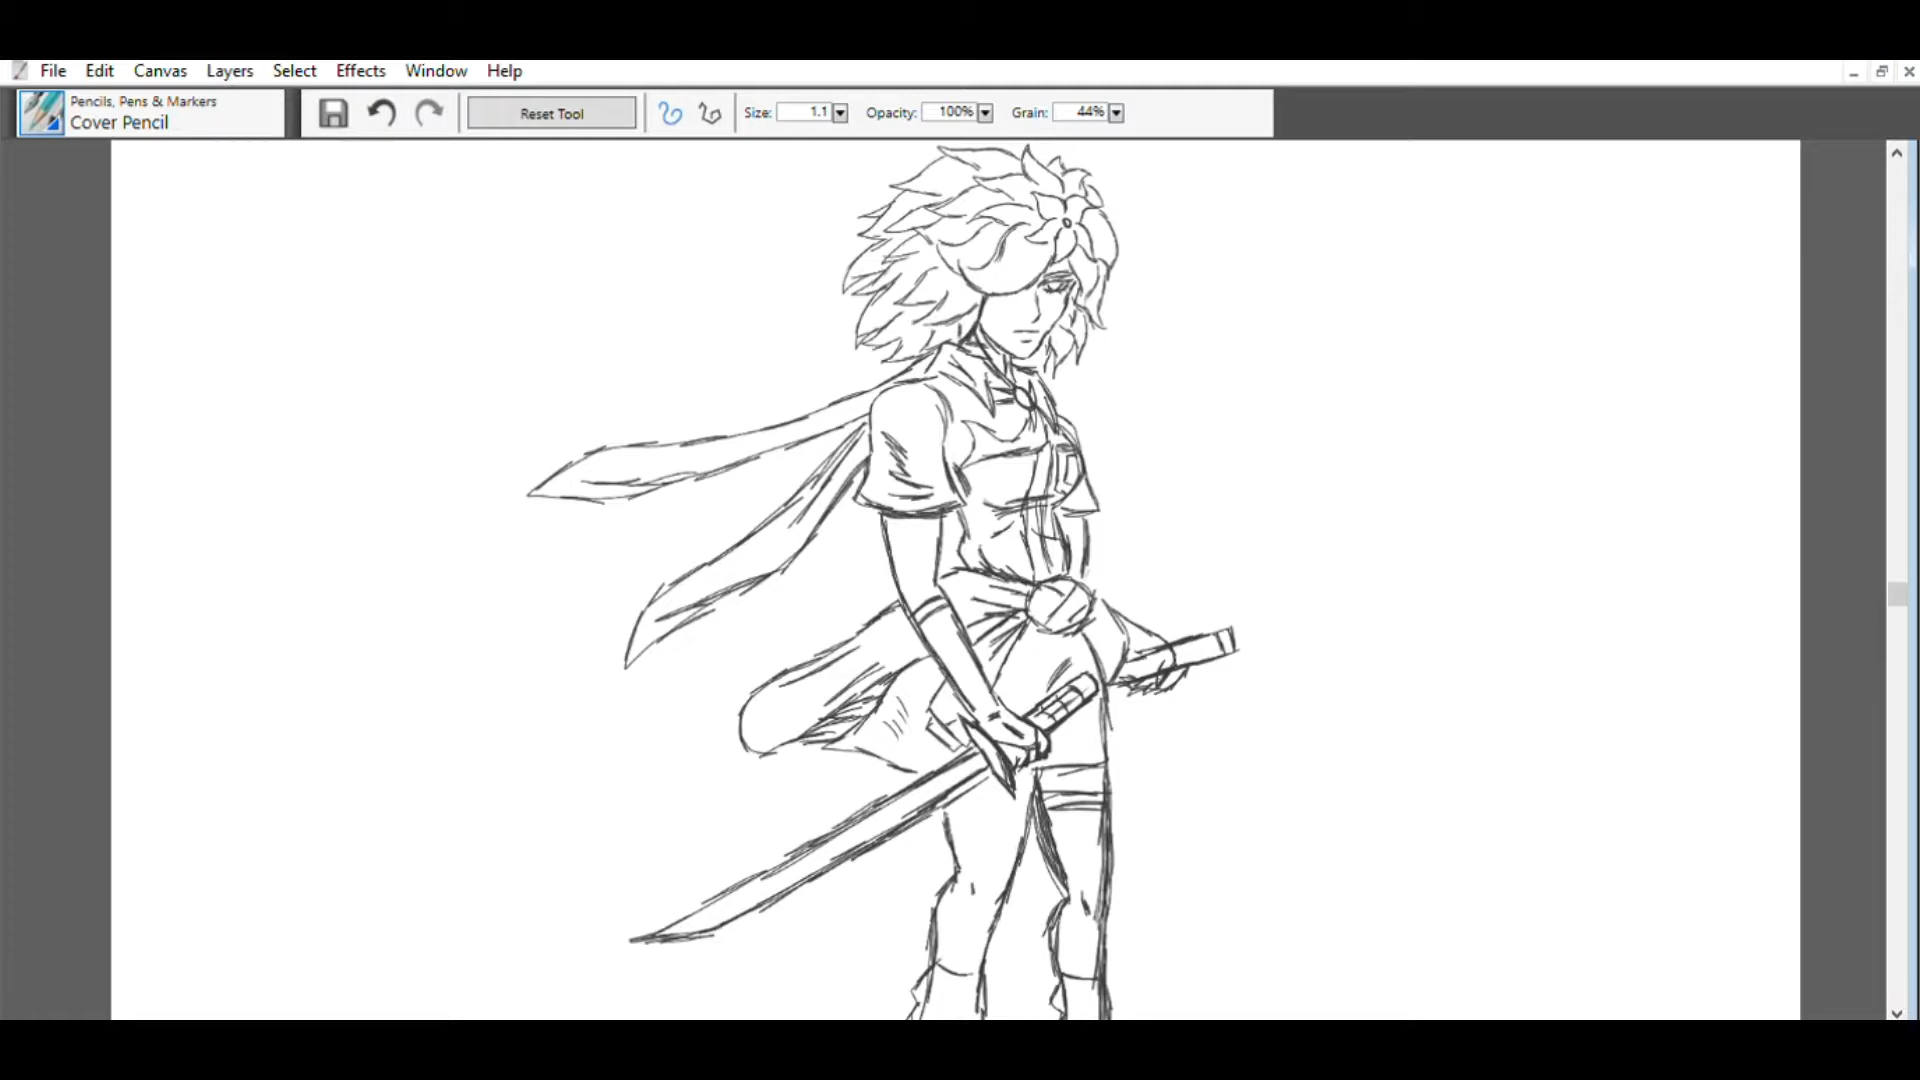 File Edit Canvas Layers Select Effects Window Help
Pencils, Pens & Markers
Cover Pencil
Reset Tool Size: 1.1 Opacity: 100% Grain: 44%